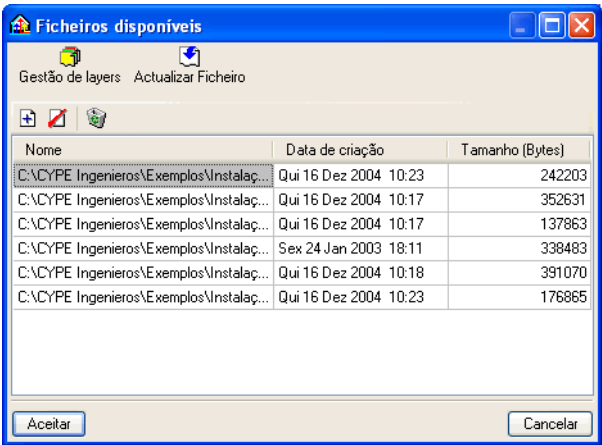 Ficheiros disponíveis
Gestão de layers Actualizar Ficheiro
Nome Data de criação Tamanho (Bytes)
C:\CYPE Ingenieros\Exemplos\Instalaç... Qui 16 Dez 2004 10:23 242203
C:\CYPE Ingenieros\Exemplos\Instalaç... Qui 16 Dez 2004 10:17 352631
C:\CYPE Ingenieros\Exemplos\Instalaç... Qui 16 Dez 2004 10:17 137863
C:\CYPE Ingenieros\Exemplos\Instalaç... Sex 24 Jan 2003 18:11 338483
C:\CYPE Ingenieros\Exemplos\Instalaç... Qui 16 Dez 2004 10:18 391070
C:\CYPE Ingenieros\Exemplos\Instalaç... Qui 16 Dez 2004 10:23 176865
Aceitar Cancelar